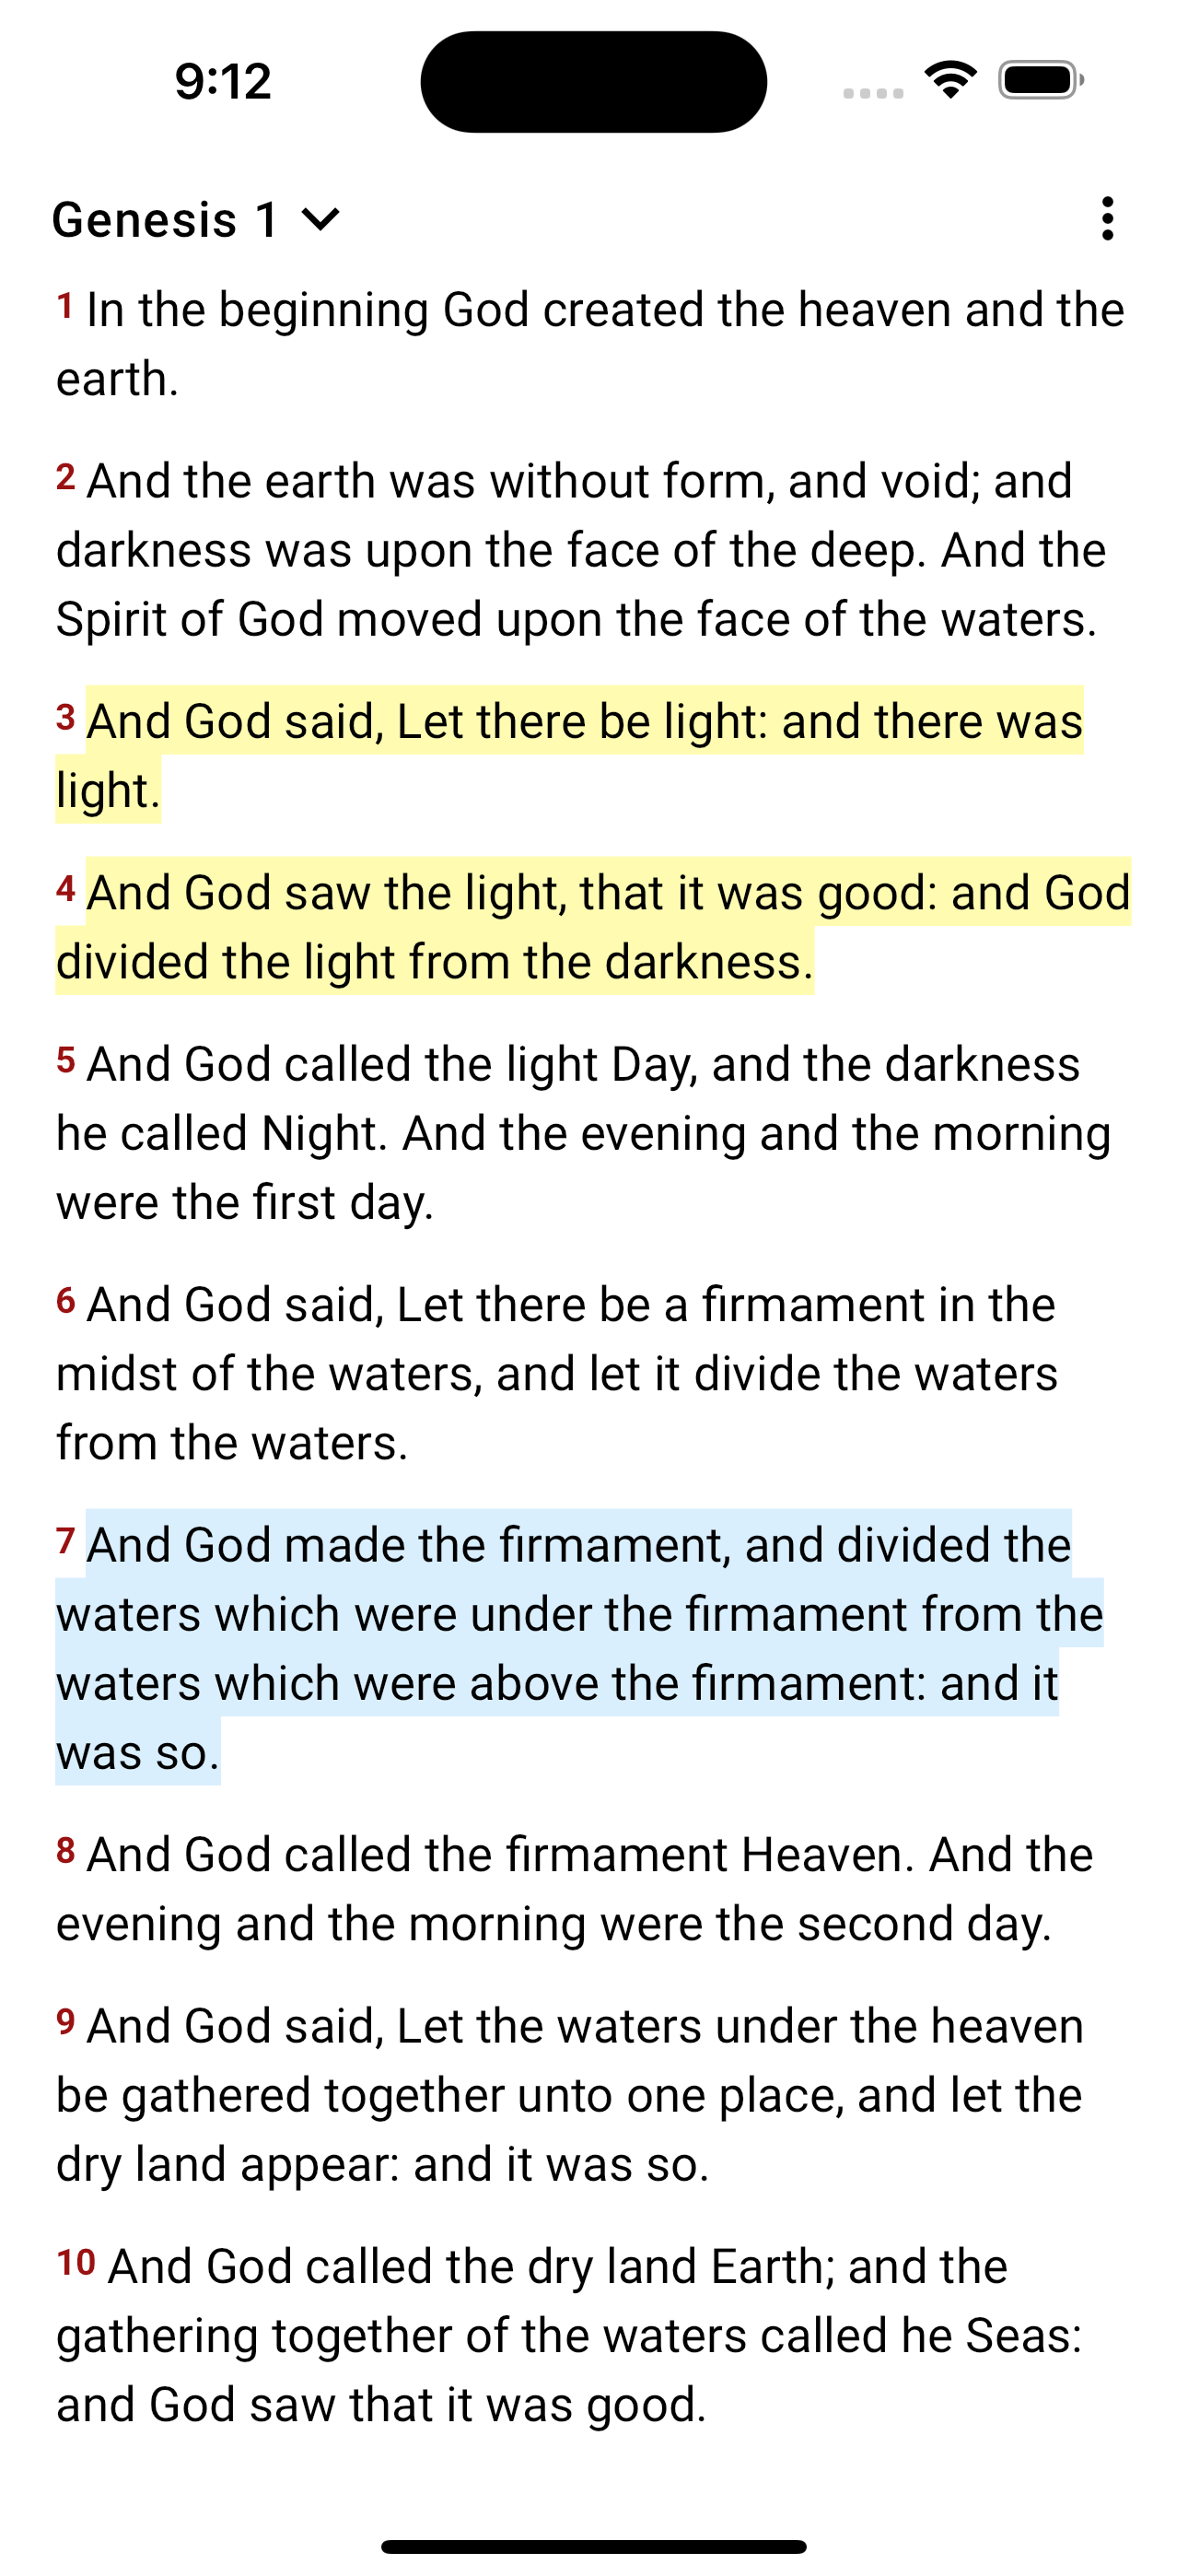 9:12
Genesis 1
1 In the beginning God created the heaven and the
earth.
2 And the earth was without form, and void; and
darkness was upon the face of the deep. And the
Spirit of God moved upon the face of the waters.
3 And God said, Let there be light: and there was
light.
4 And God saw the light, that it was good: and God
divided the light from the darkness.
5 And God called the light Day, and the darkness
he called Night. And the evening and the morning
were the first day.
6 And God said, Let there be a firmament in the
midst of the waters, and let it divide the waters
from the waters.
7 And God made the firmament, and divided the
waters which were under the firmament from the
waters which were above the firmament: and it
was so.
8 And God called the firmament Heaven. And the
evening and the morning were the second day.
9 And God said, Let the waters under the heaven
be gathered together unto one place, and let the
dry land appear: and it was so.
10 And God called the dry land Earth; and the
gathering together of the waters called he Seas:
and God saw that it was good.